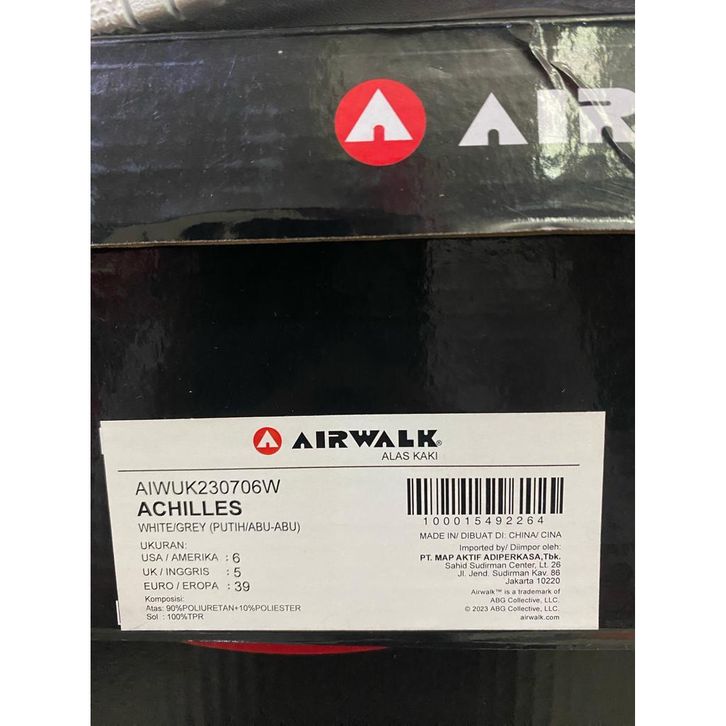 AIR
AIRWALK®
ALAS KAKI
AIWUK230706W
ACHILLES
WHITE/GREY (PUTIH/ABU-ABU)
UKURAN:
USA / AMERIKA : 6
UK / INGGRIS : 5
EURO / EROPA : 39
Komposisi:
Atas: 90%POLIURETAN+10%POLIESTER
Sol : 100%TPR
100015492264
MADE IN/ DIBUAT DI: CHINA/ CINA
Imported by/ Diimpor oleh:
PT. MAP AKTIF ADIPERKASA,Tbk.
Sahid Sudirman Center, Lt. 26
Jl. Jend. Sudirman Kav. 86
Jakarta 10220
Airwalk™ is a trademark of
ABG Collective, LLC.
© 2023 ABG Collective, LLC.
airwalk.com